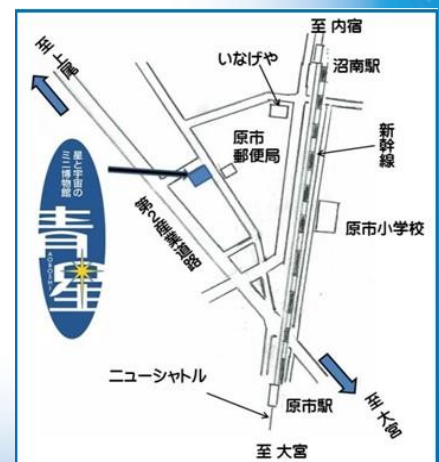 至 内宿
至上尾
沼南駅
いなげや
新幹線
原市
郵便局
星と宇宙の
ミニ博物館
青星
AOBOSHI
第2産業道路
原市小学校
ニューシャトル
原市駅
至大宮
至 大宮